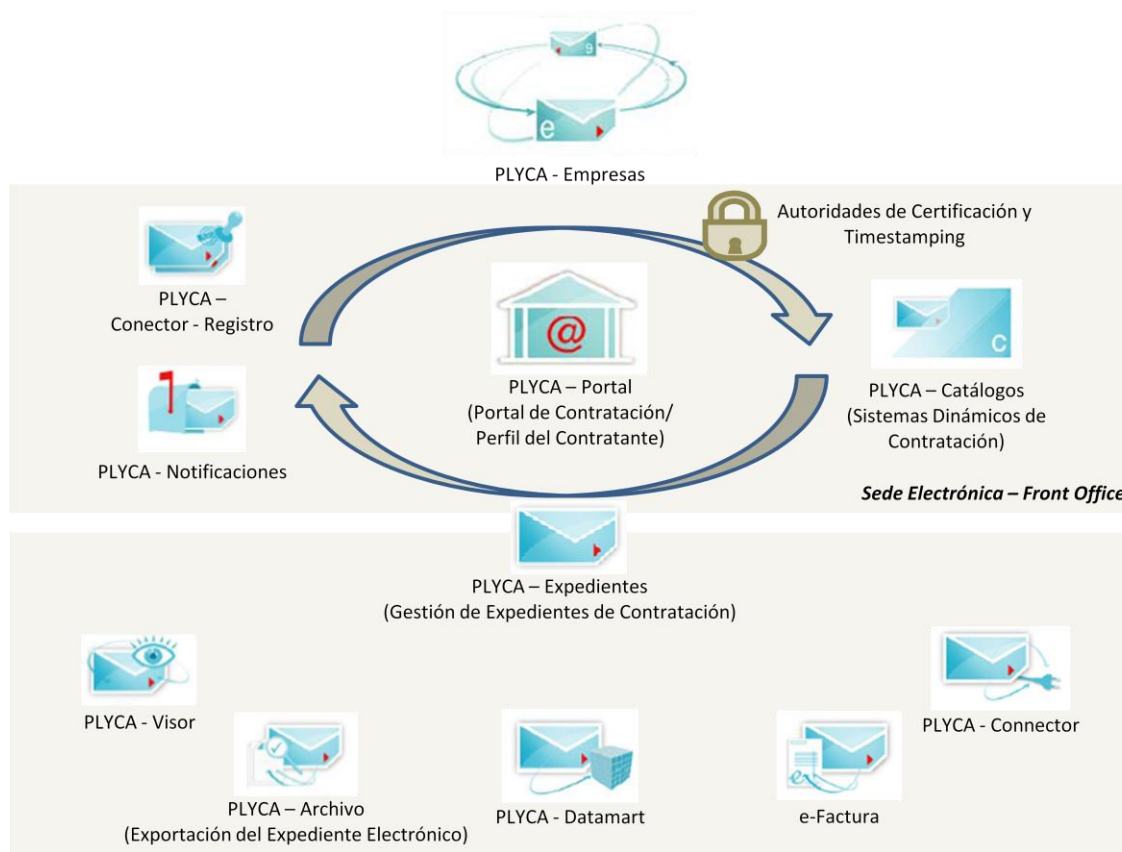 e
9
PLYCA - Empresas
Autoridades de Certificación y
Timestamping
PLYCA –
Conector - Registro
@
C
PLYCA – Portal
(Portal de Contratación/
Perfil del Contratante)
PLYCA – Catálogos
(Sistemas Dinámicos de
Contratación)
PLYCA - Notificaciones
Sede Electrónica – Front Office
PLYCA – Expedientes
(Gestión de Expedientes de Contratación)
PLYCA - Visor
PLYCA - Connector
PLYCA – Archivo
(Exportación del Expediente Electrónico)
PLYCA - Datamart
e
e-Factura